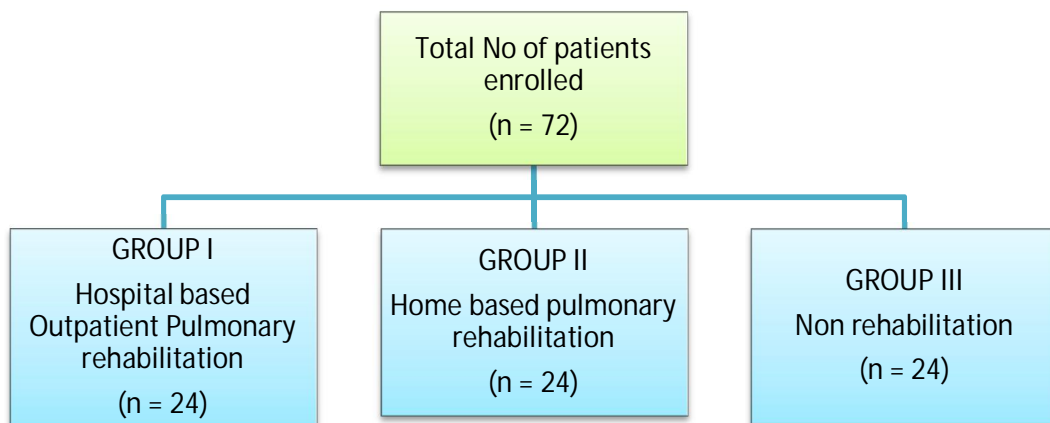 Total No of patients
enrolled
(n = 72)
GROUP I
Hospital based
Outpatient Pulmonary
rehabilitation
(n = 24)
GROUP II
Home based pulmonary
rehabilitation
(n = 24)
GROUP III
Non rehabilitation
(n = 24)